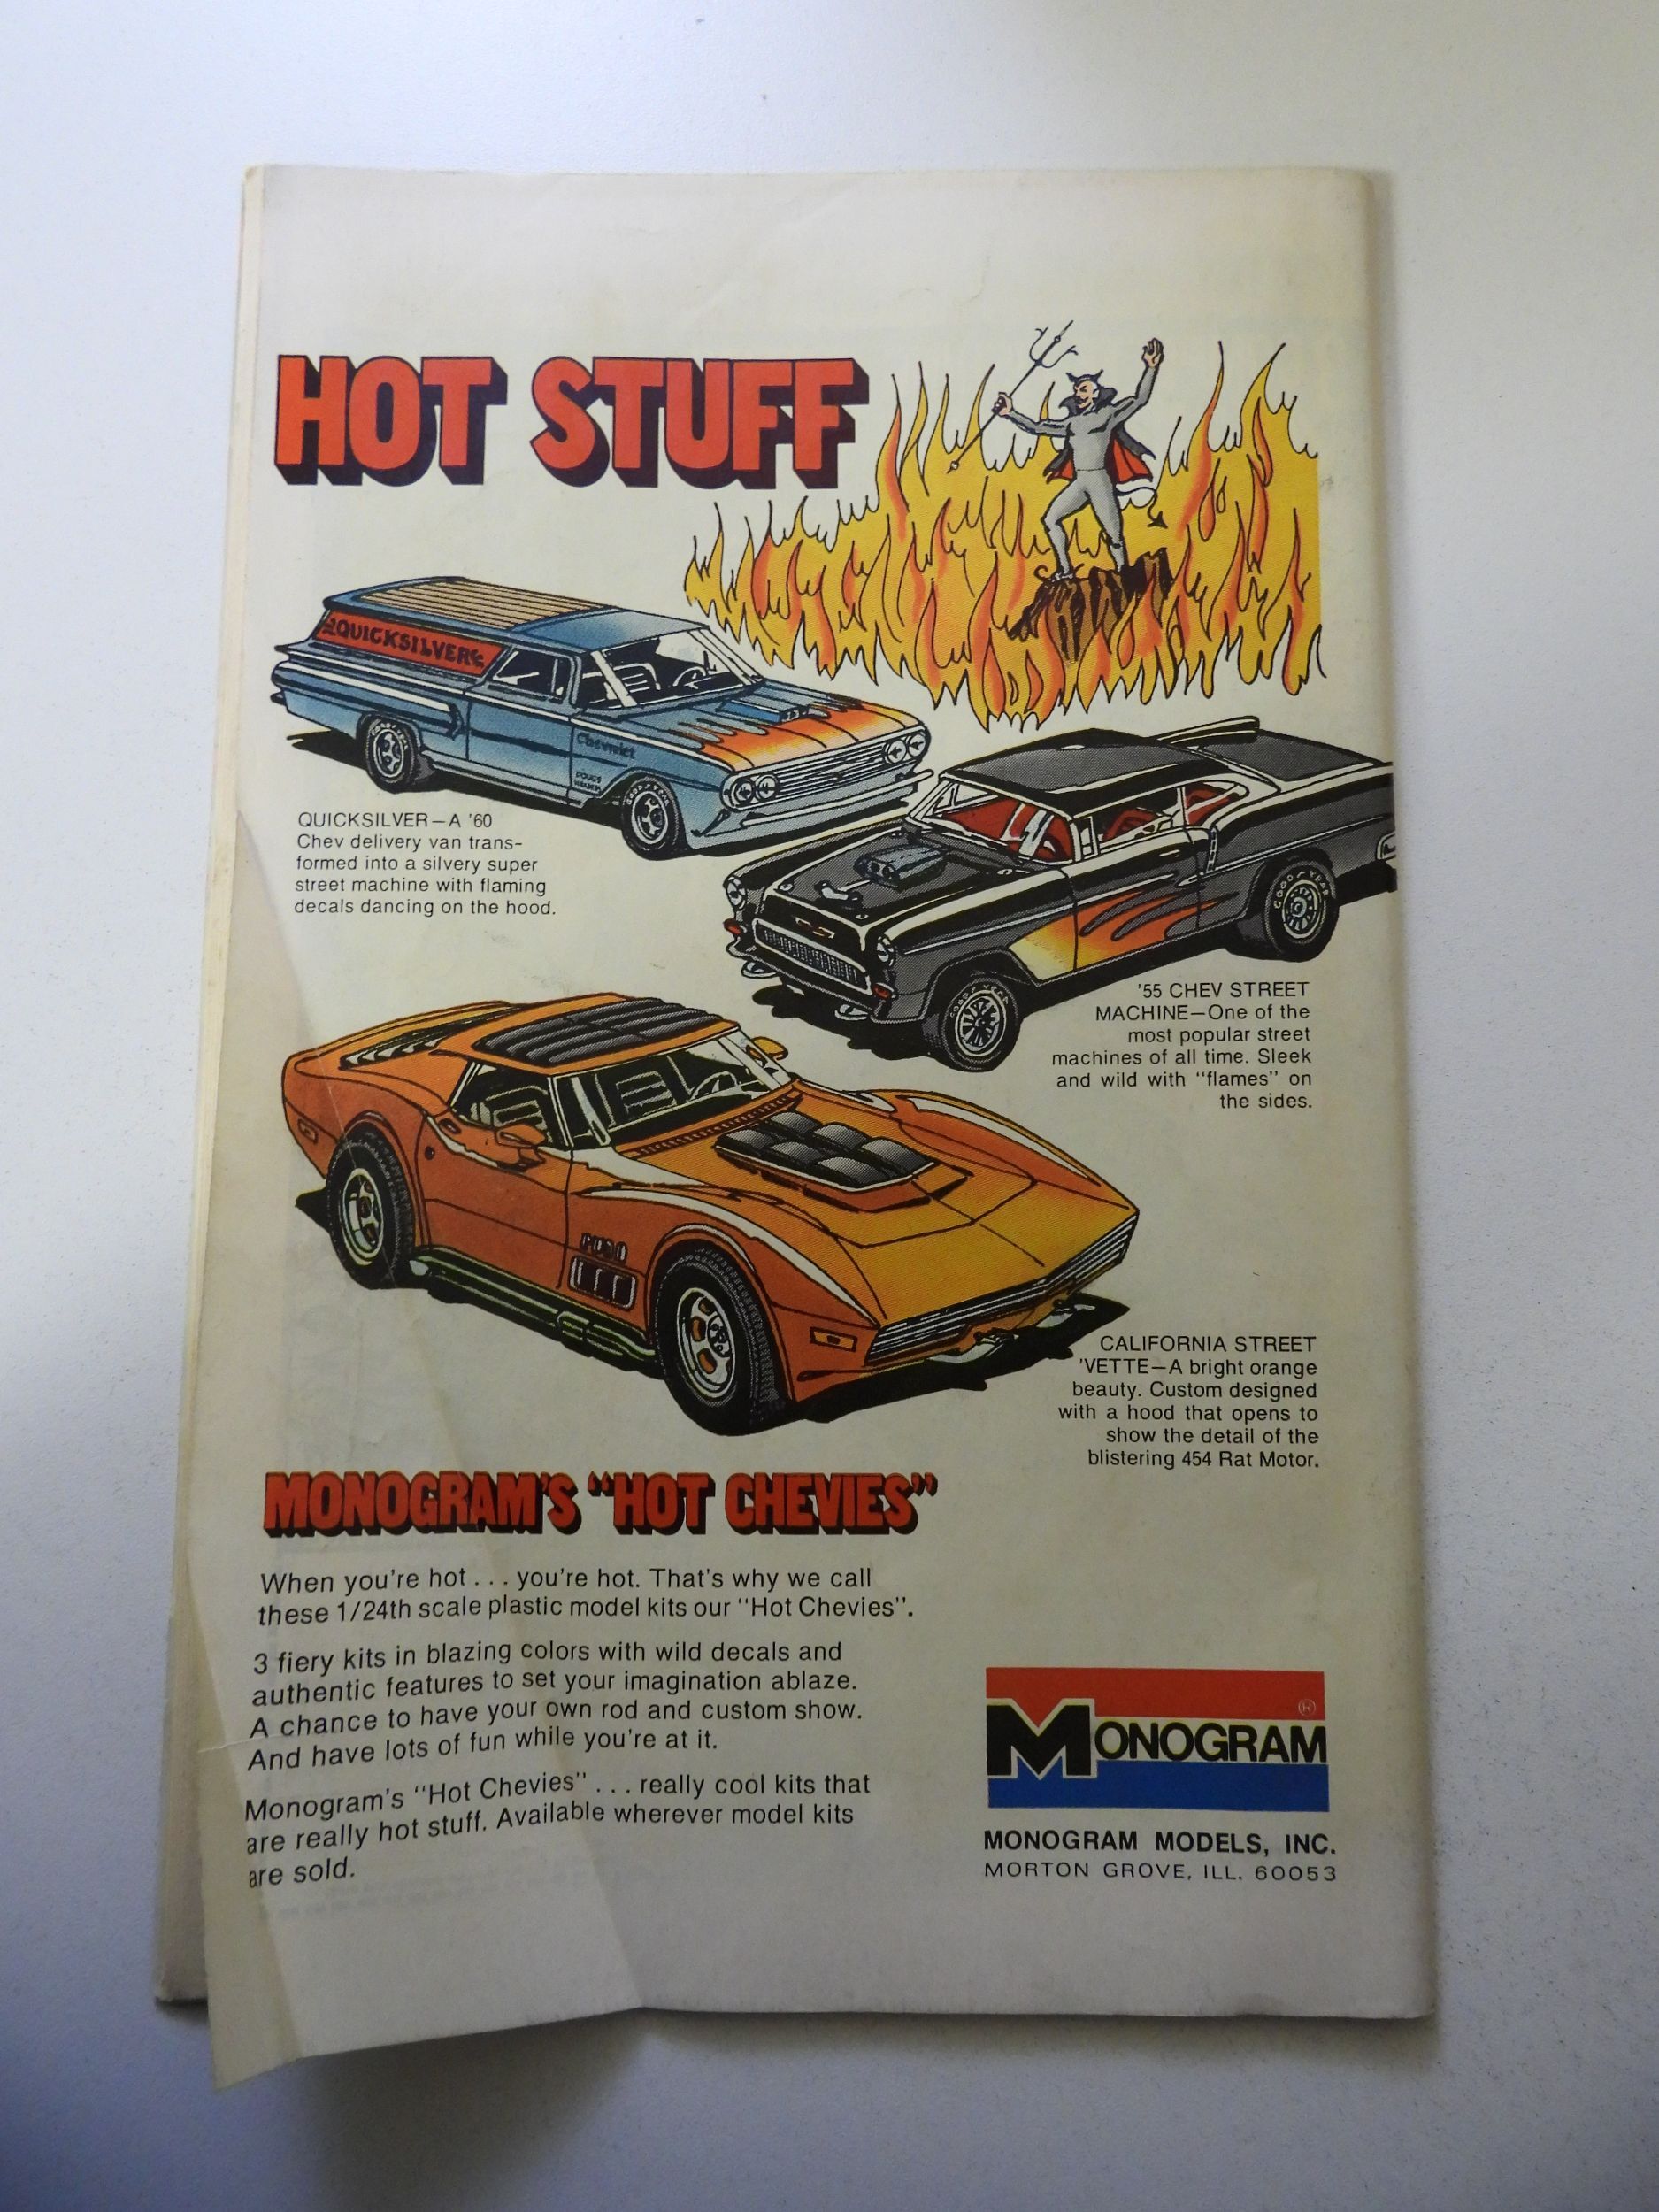 HOT STUFF
QUICKSILVER
Chevrolet
GOOD YEAR
QUICKSILVER—A '60
Chev delivery van trans-
formed into a silvery super
street machine with flaming
decals dancing on the hood.
GOOD YEAR
GOOD YEAR
'55 CHEV STREET
MACHINE—One of the
most popular street
machines of all time. Sleek
and wild with "flames" on
the sides.
CALIFORNIA STREET
'VETTE—A bright orange
beauty. Custom designed
with a hood that opens to
show the detail of the
blistering 454 Rat Motor.
MONOGRAM'S "HOT CHEVIES"
When you're hot . . . you're hot. That's why we call
these 1/24th scale plastic model kits our "Hot Chevies".
3 fiery kits in blazing colors with wild decals and
authentic features to set your imagination ablaze.
A chance to have your own rod and custom show.
And have lots of fun while you're at it.
Monogram's "Hot Chevies" . . . really cool kits that
are really hot stuff. Available wherever model kits
are sold.
MONOGRAM ®
MONOGRAM MODELS, INC.
MORTON GROVE, ILL. 60053